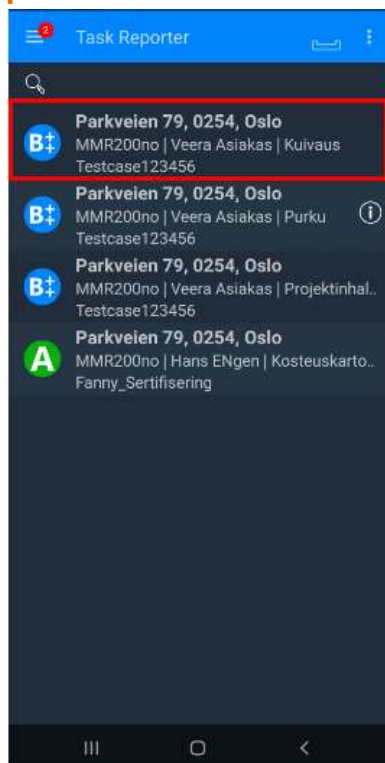 2
Task Reporter
B‡
Parkveien 79, 0254, Oslo
MMR200no | Veera Asiakas | Kuivaus
Testcase123456
B‡
Parkveien 79, 0254, Oslo
MMR200no | Veera Asiakas | Purku
Testcase123456
B‡
Parkveien 79, 0254, Oslo
MMR200no | Veera Asiakas | Projektinhal..
Testcase123456
A
Parkveien 79, 0254, Oslo
MMR200no | Hans ENgen | Kosteuskarto..
Fanny_Sertifisering